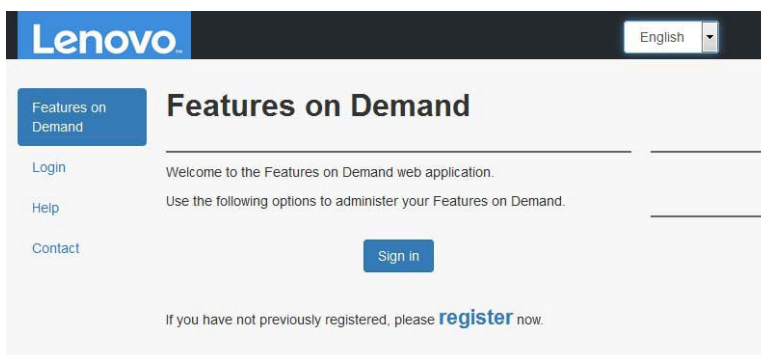 Lenovo.
English
Features on
Demand
Login
Help
Contact
Features on Demand
Welcome to the Features on Demand web application.
Use the following options to administer your Features on Demand.
Sign in
If you have not previously registered, please register now.